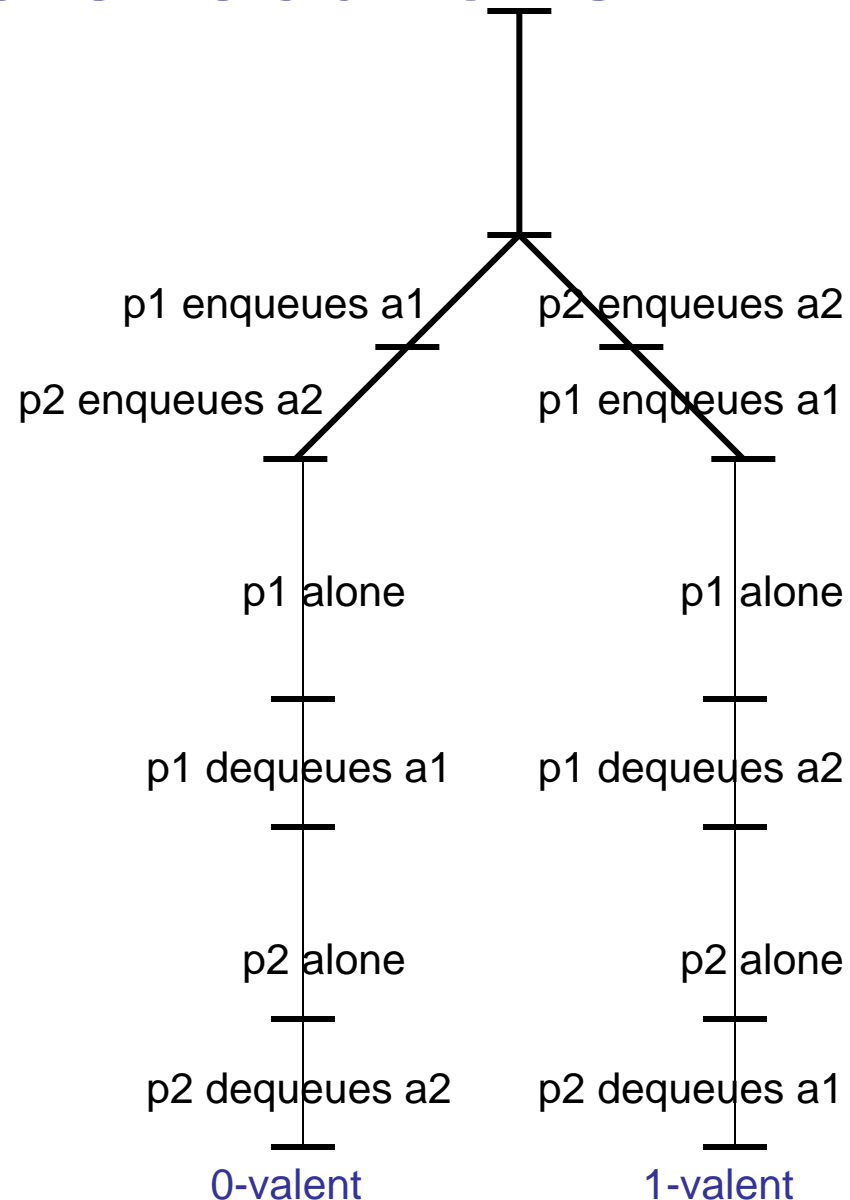 p1 enqueues a1
p2 enqueues a2
p2 enqueues a2
p1 enqueues a1
p1 alone
p1 alone
p1 dequeues a1
p1 dequeues a2
p2 alone
p2 alone
p2 dequeues a2
p2 dequeues a1
0-valent
1-valent